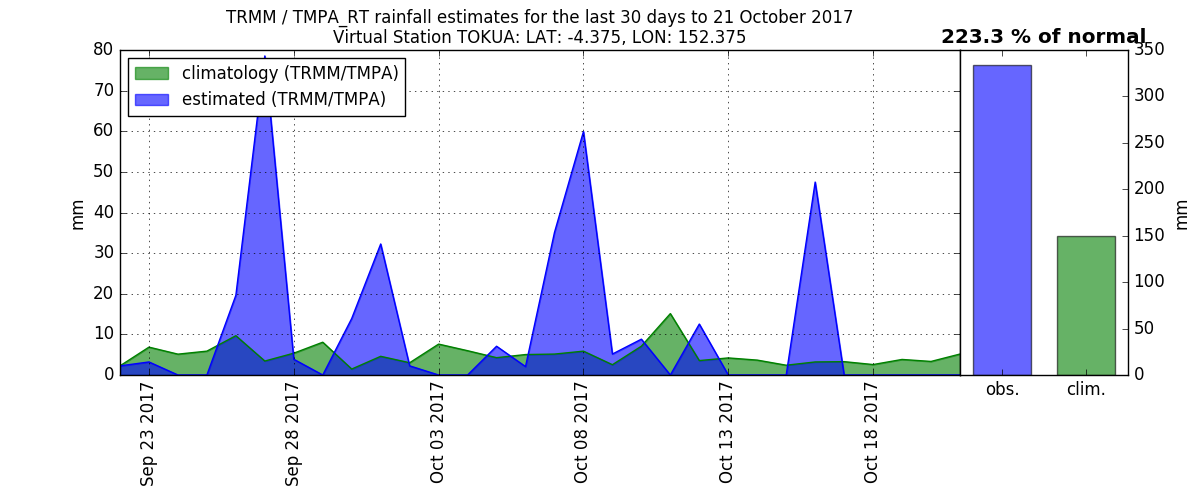 TRMM / TMPA_RT rainfall estimates for the last 30 days to 21 October 2017
Virtual Station TOKUA: LAT: -4.375, LON: 152.375
223.3 % of normal
climatology (TRMM/TMPA)
estimated (TRMM/TMPA)
80
70
60
50
40
30
20
10
0
mm
Sep 23 2017
Sep 28 2017
Oct 03 2017
Oct 08 2017
Oct 13 2017
Oct 18 2017
350
300
250
200
150
100
50
0
mm
obs.
clim.